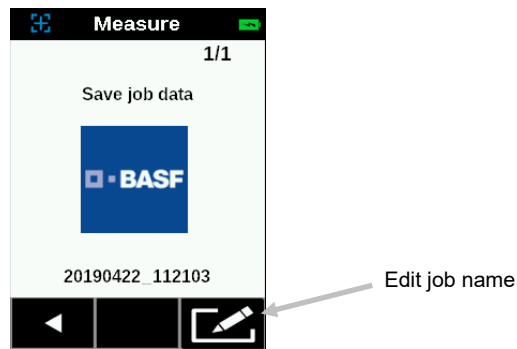 Measure
1/1
Save job data
BASF
20190422_112103
Edit job name